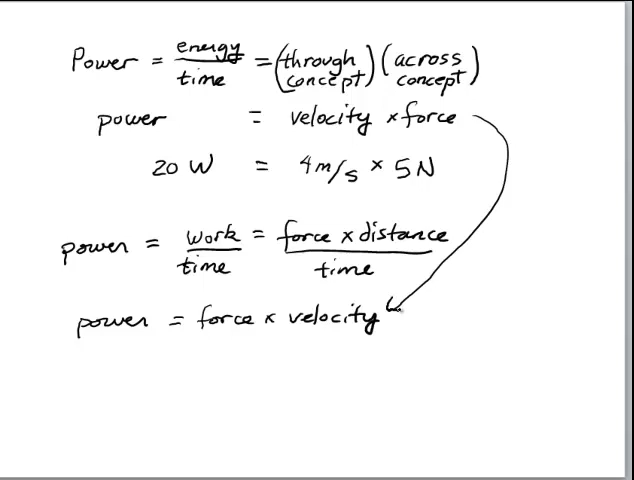 Power = energy/time = (through concept) (across concept)
power = velocity × force
20 W = 4 m/s × 5 N
power = work/time = force × distance/time
power = force × velocity